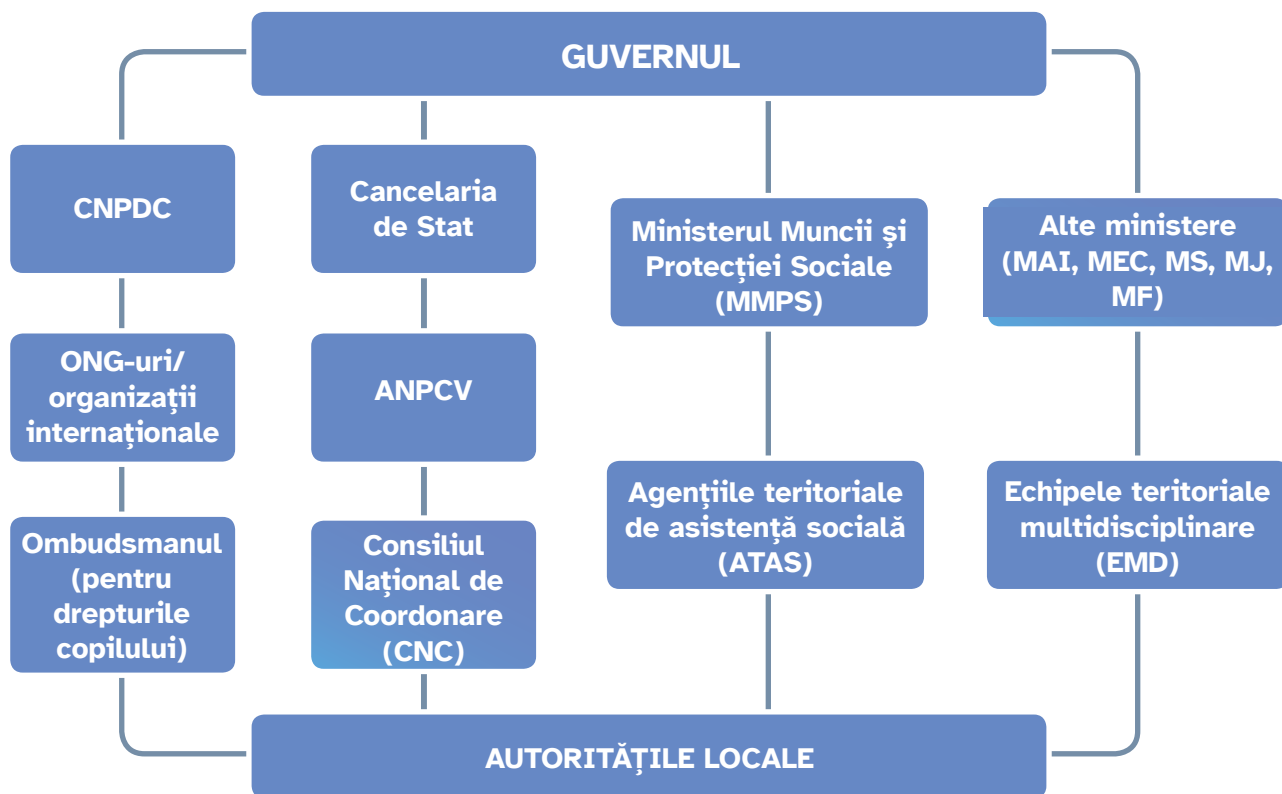 GUVERNUL
CNPDC
Cancelaria
de Stat
Ministerul Muncii și
Protecției Sociale
(MMPS)
Alte ministere
(MAI, MEC, MS, MJ,
MF)
ONG-uri/
organizații
internaționale
ANPCV
Agențiile teritoriale
de asistență socială
(ATAS)
Echipele teritoriale
multidisciplinare
(EMD)
Ombudsmanul
(pentru
drepturile
copilului)
Consiliul
Național de
Coordonare
(CNC)
AUTORITĂȚILE LOCALE